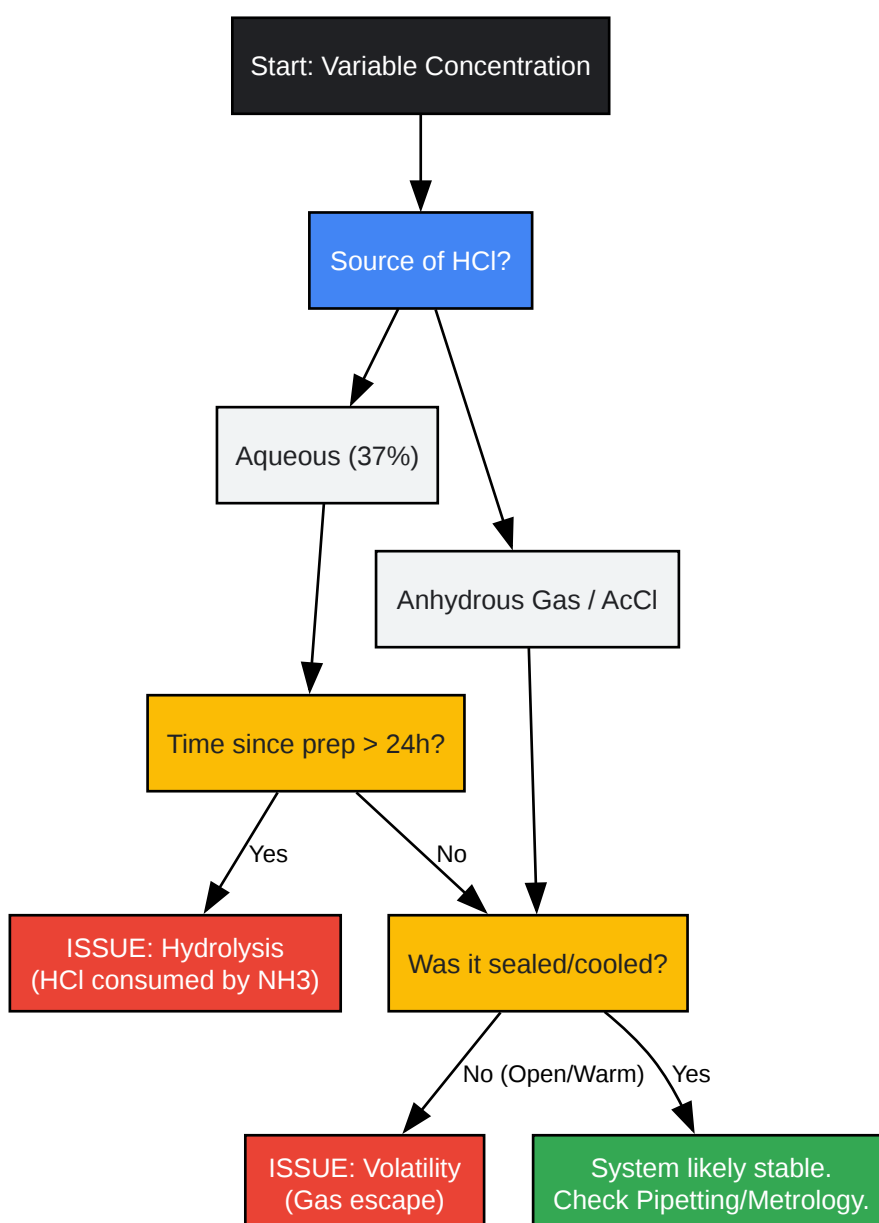 Start: Variable Concentration
Source of HCl?
Aqueous (37%)
Anhydrous Gas / AcCl
Time since prep > 24h?
Yes
No
ISSUE: Hydrolysis
(HCl consumed by NH3)
Was it sealed/cooled?
No (Open/Warm)
Yes
ISSUE: Volatility
(Gas escape)
System likely stable.
Check Pipetting/Metrology.